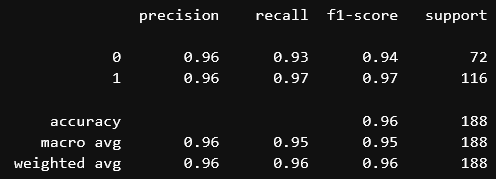 precision recall f1-score support
0 0.96 0.93 0.94 72
1 0.96 0.97 0.97 116
accuracy 0.96 188
macro avg 0.96 0.95 0.95 188
weighted avg 0.96 0.96 0.96 188